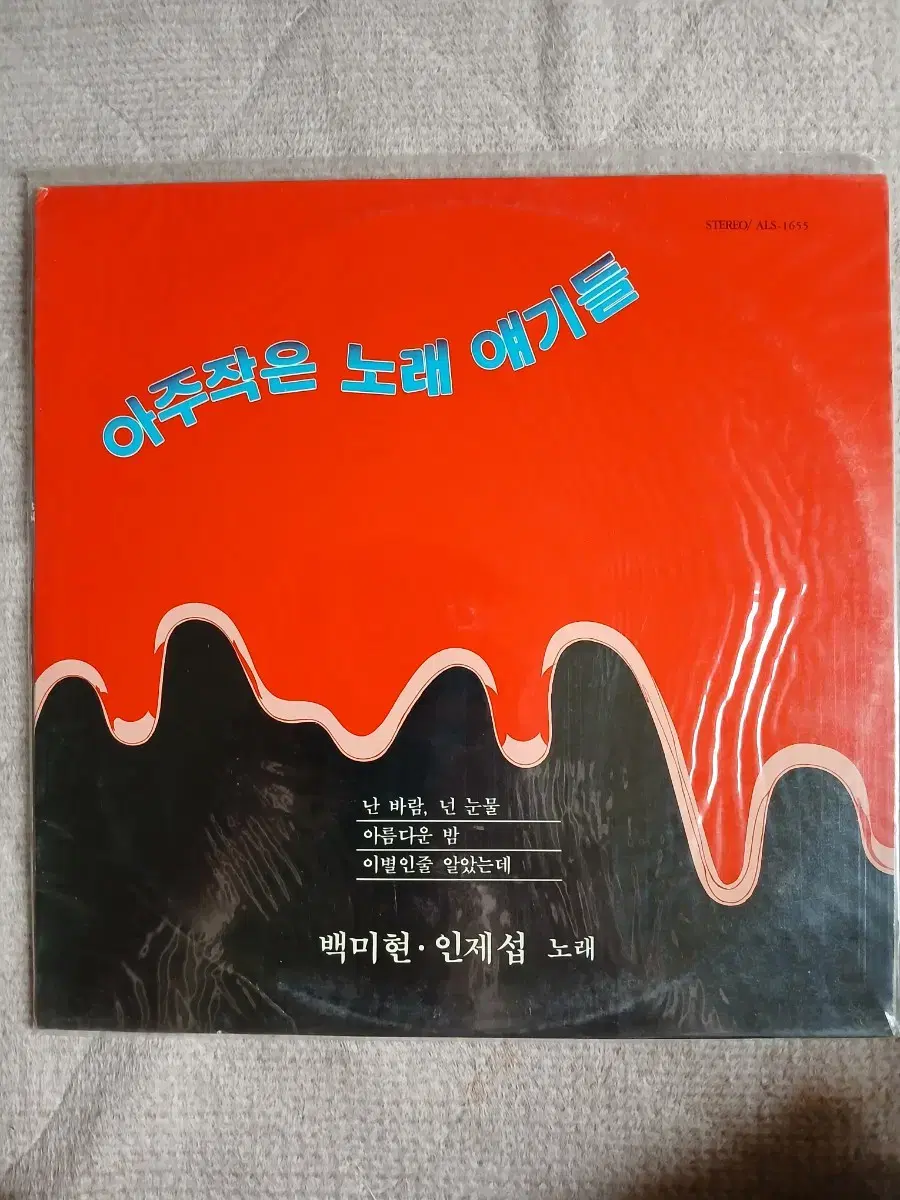 STEREO/ ALS-1655
아주작은 노래 얘기들
난 바람, 넌 눈물
아름다운 밤
이별인줄 알았는데
백미현·인제섭 노래